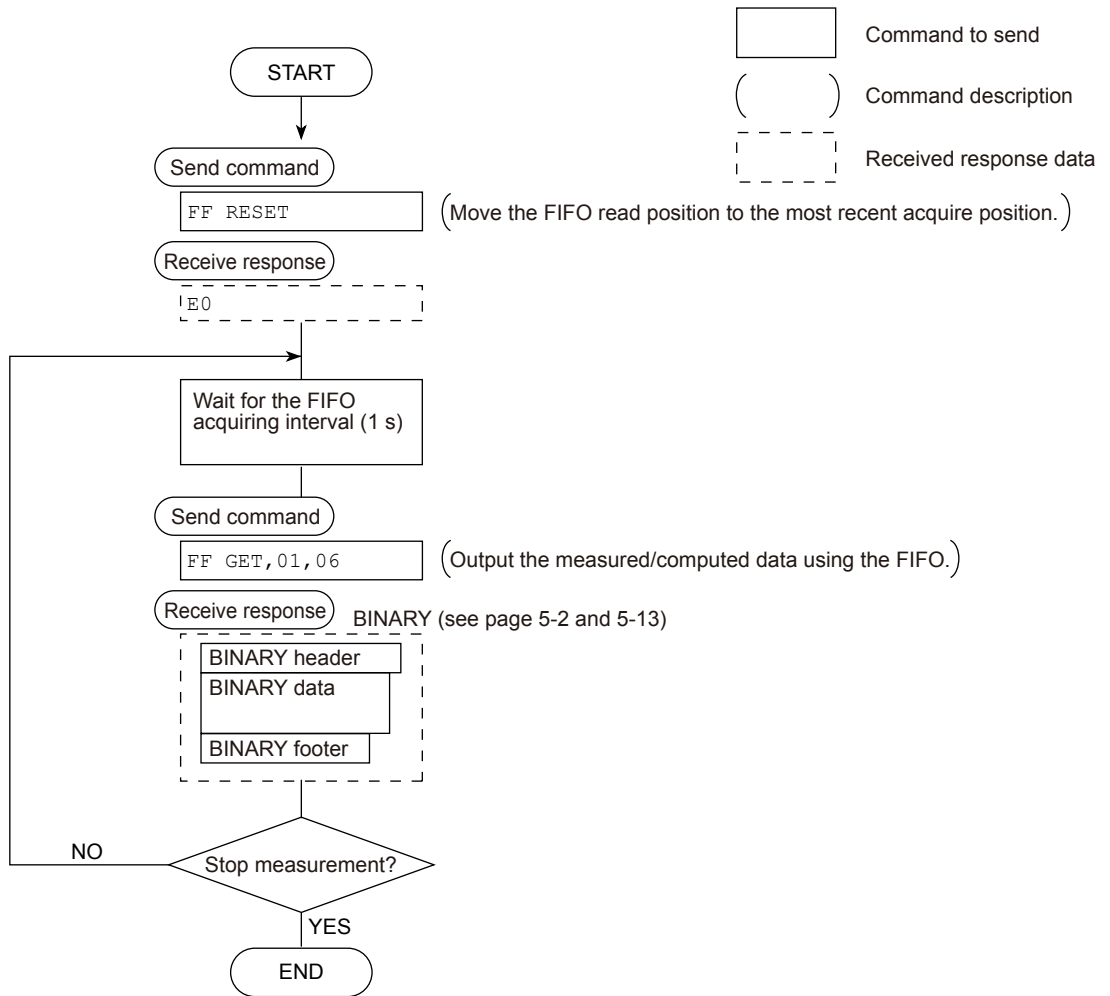 Command to send
START
Command description
Send command
Received response data
FF RESET
(Move the FIFO read position to the most recent acquire position.)
Receive response
E0
Wait for the FIFO
acquiring interval (1 s)
Send command
FF GET,01,06
(Output the measured/computed data using the FIFO.)
Receive response
BINARY (see page 5-2 and 5-13)
BINARY header
BINARY data
BINARY footer
NO
Stop measurement?
YES
END